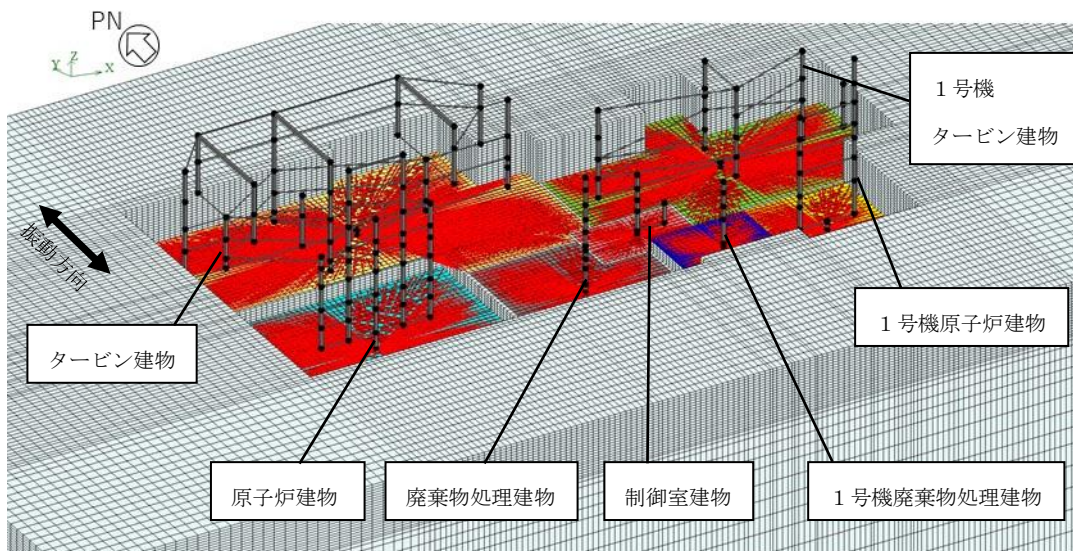 PN
Z
Y
X
1号機
タービン建物
振動方向
1号機原子炉建物
タービン建物
原子炉建物
廃棄物処理建物
制御室建物
1号機廃棄物処理建物